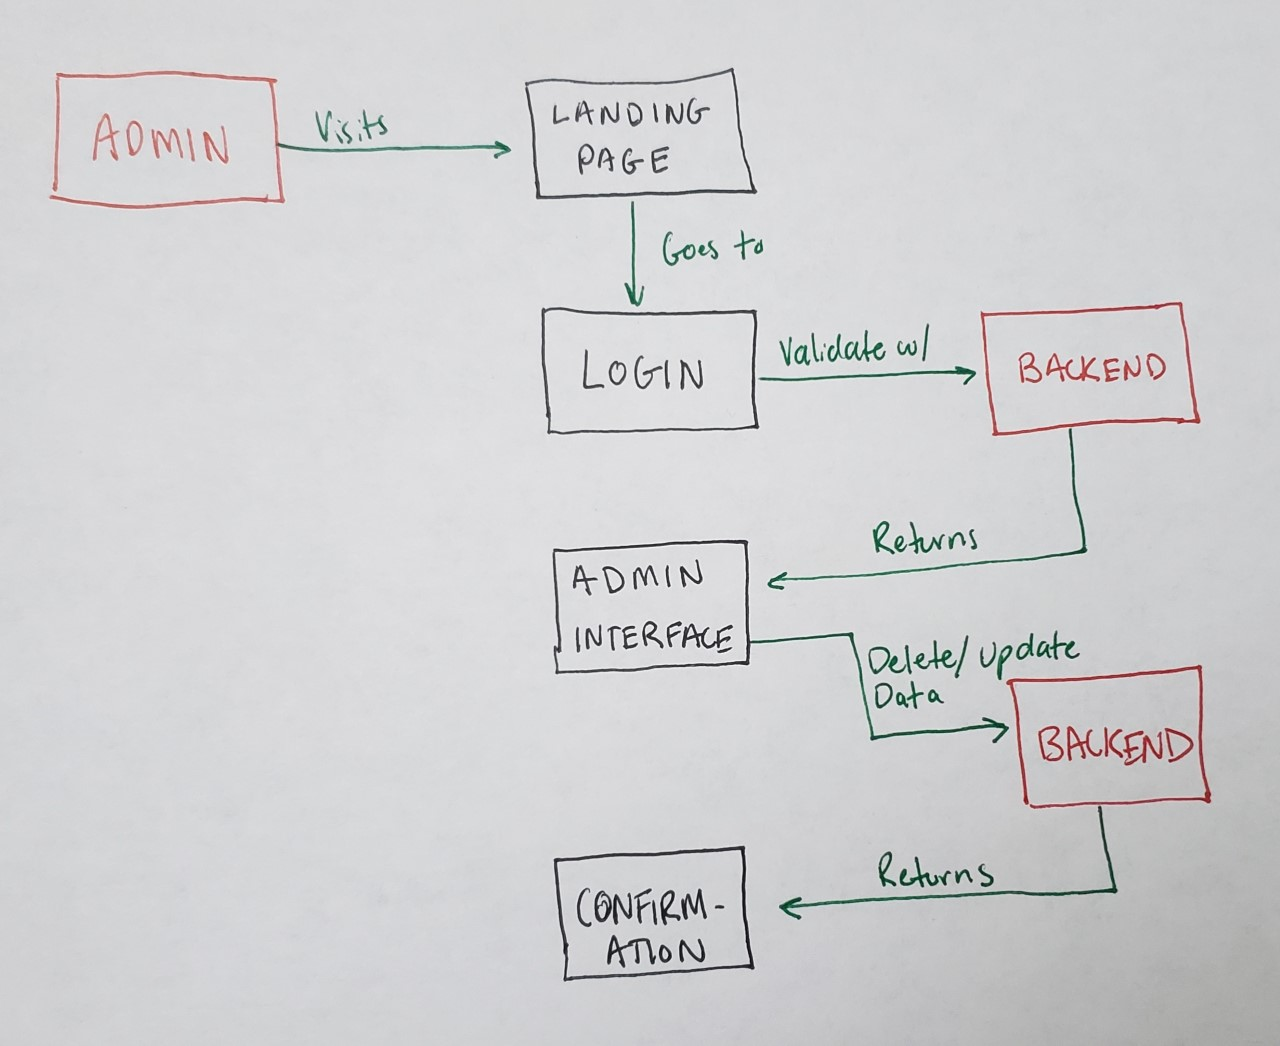 ADMIN
Visits
LANDING
PAGE
Goes to
LOGIN
Validate w/
BACKEND
Returns
ADMIN
INTERFACE
Delete/Update
Data
BACKEND
Returns
CONFIRM-
ATION